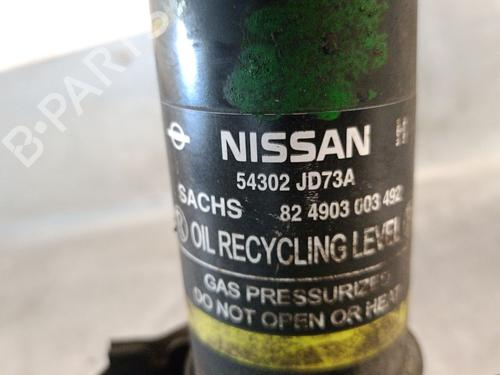 B-PARTS
NISSAN
54302 JD73A
SACHS 82 4903 003 492
OIL RECYCLING LEVEL
GAS PRESSURIZED
DO NOT OPEN OR HEAT